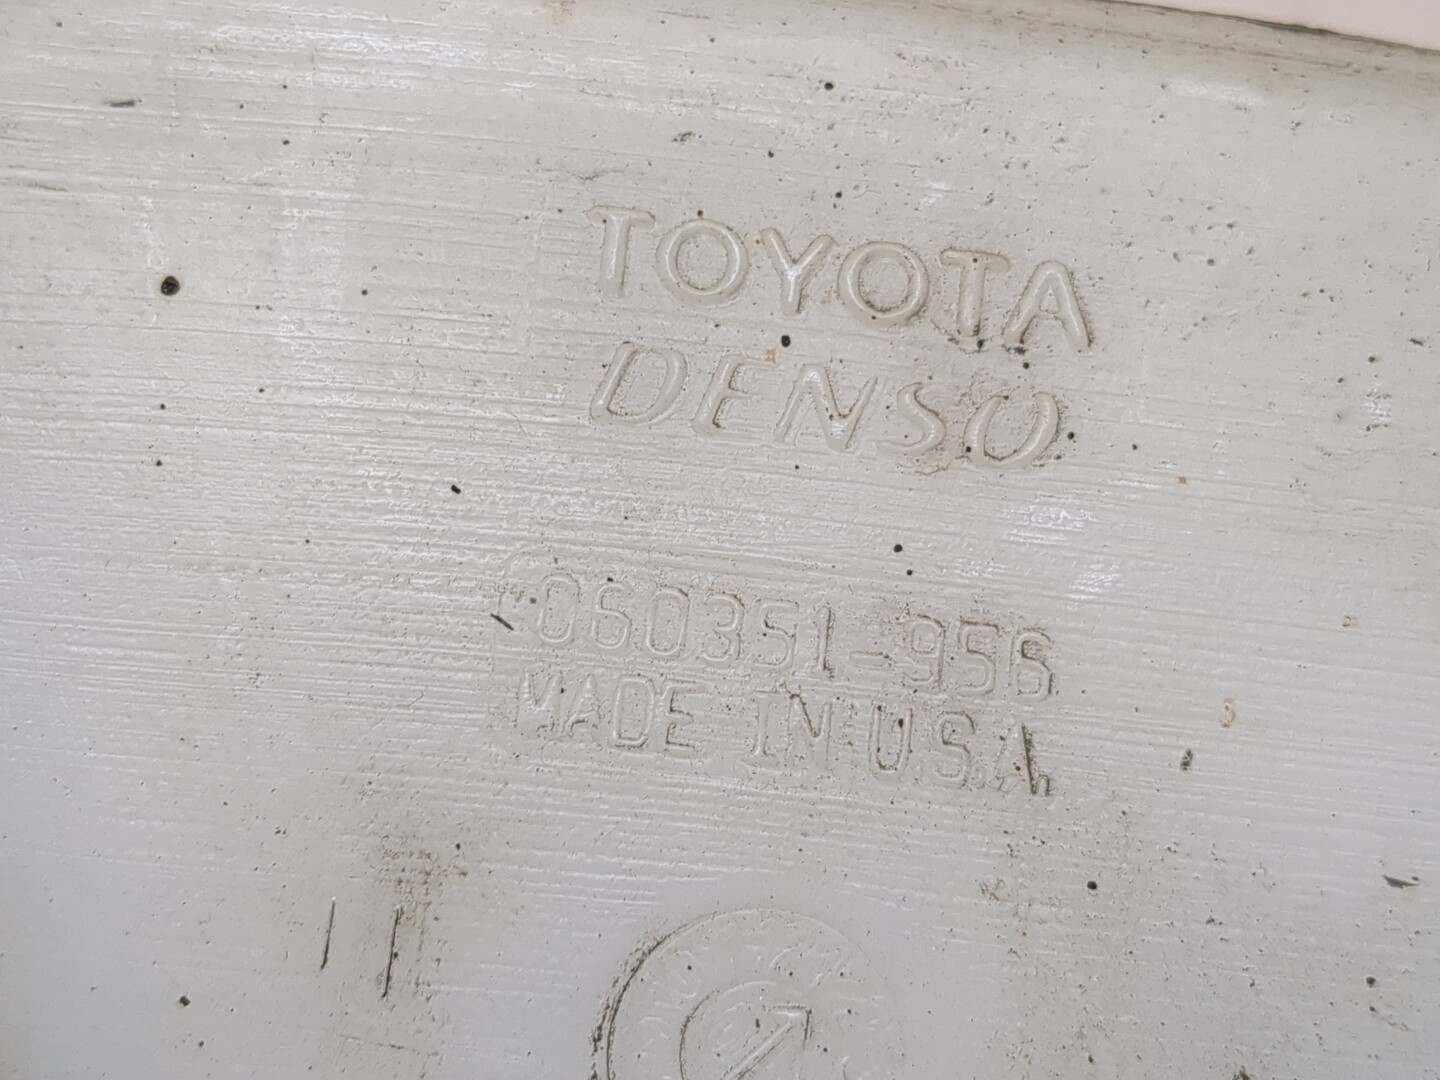 TOYOTA
DENSO
060351-956
MADE IN U.S.A.